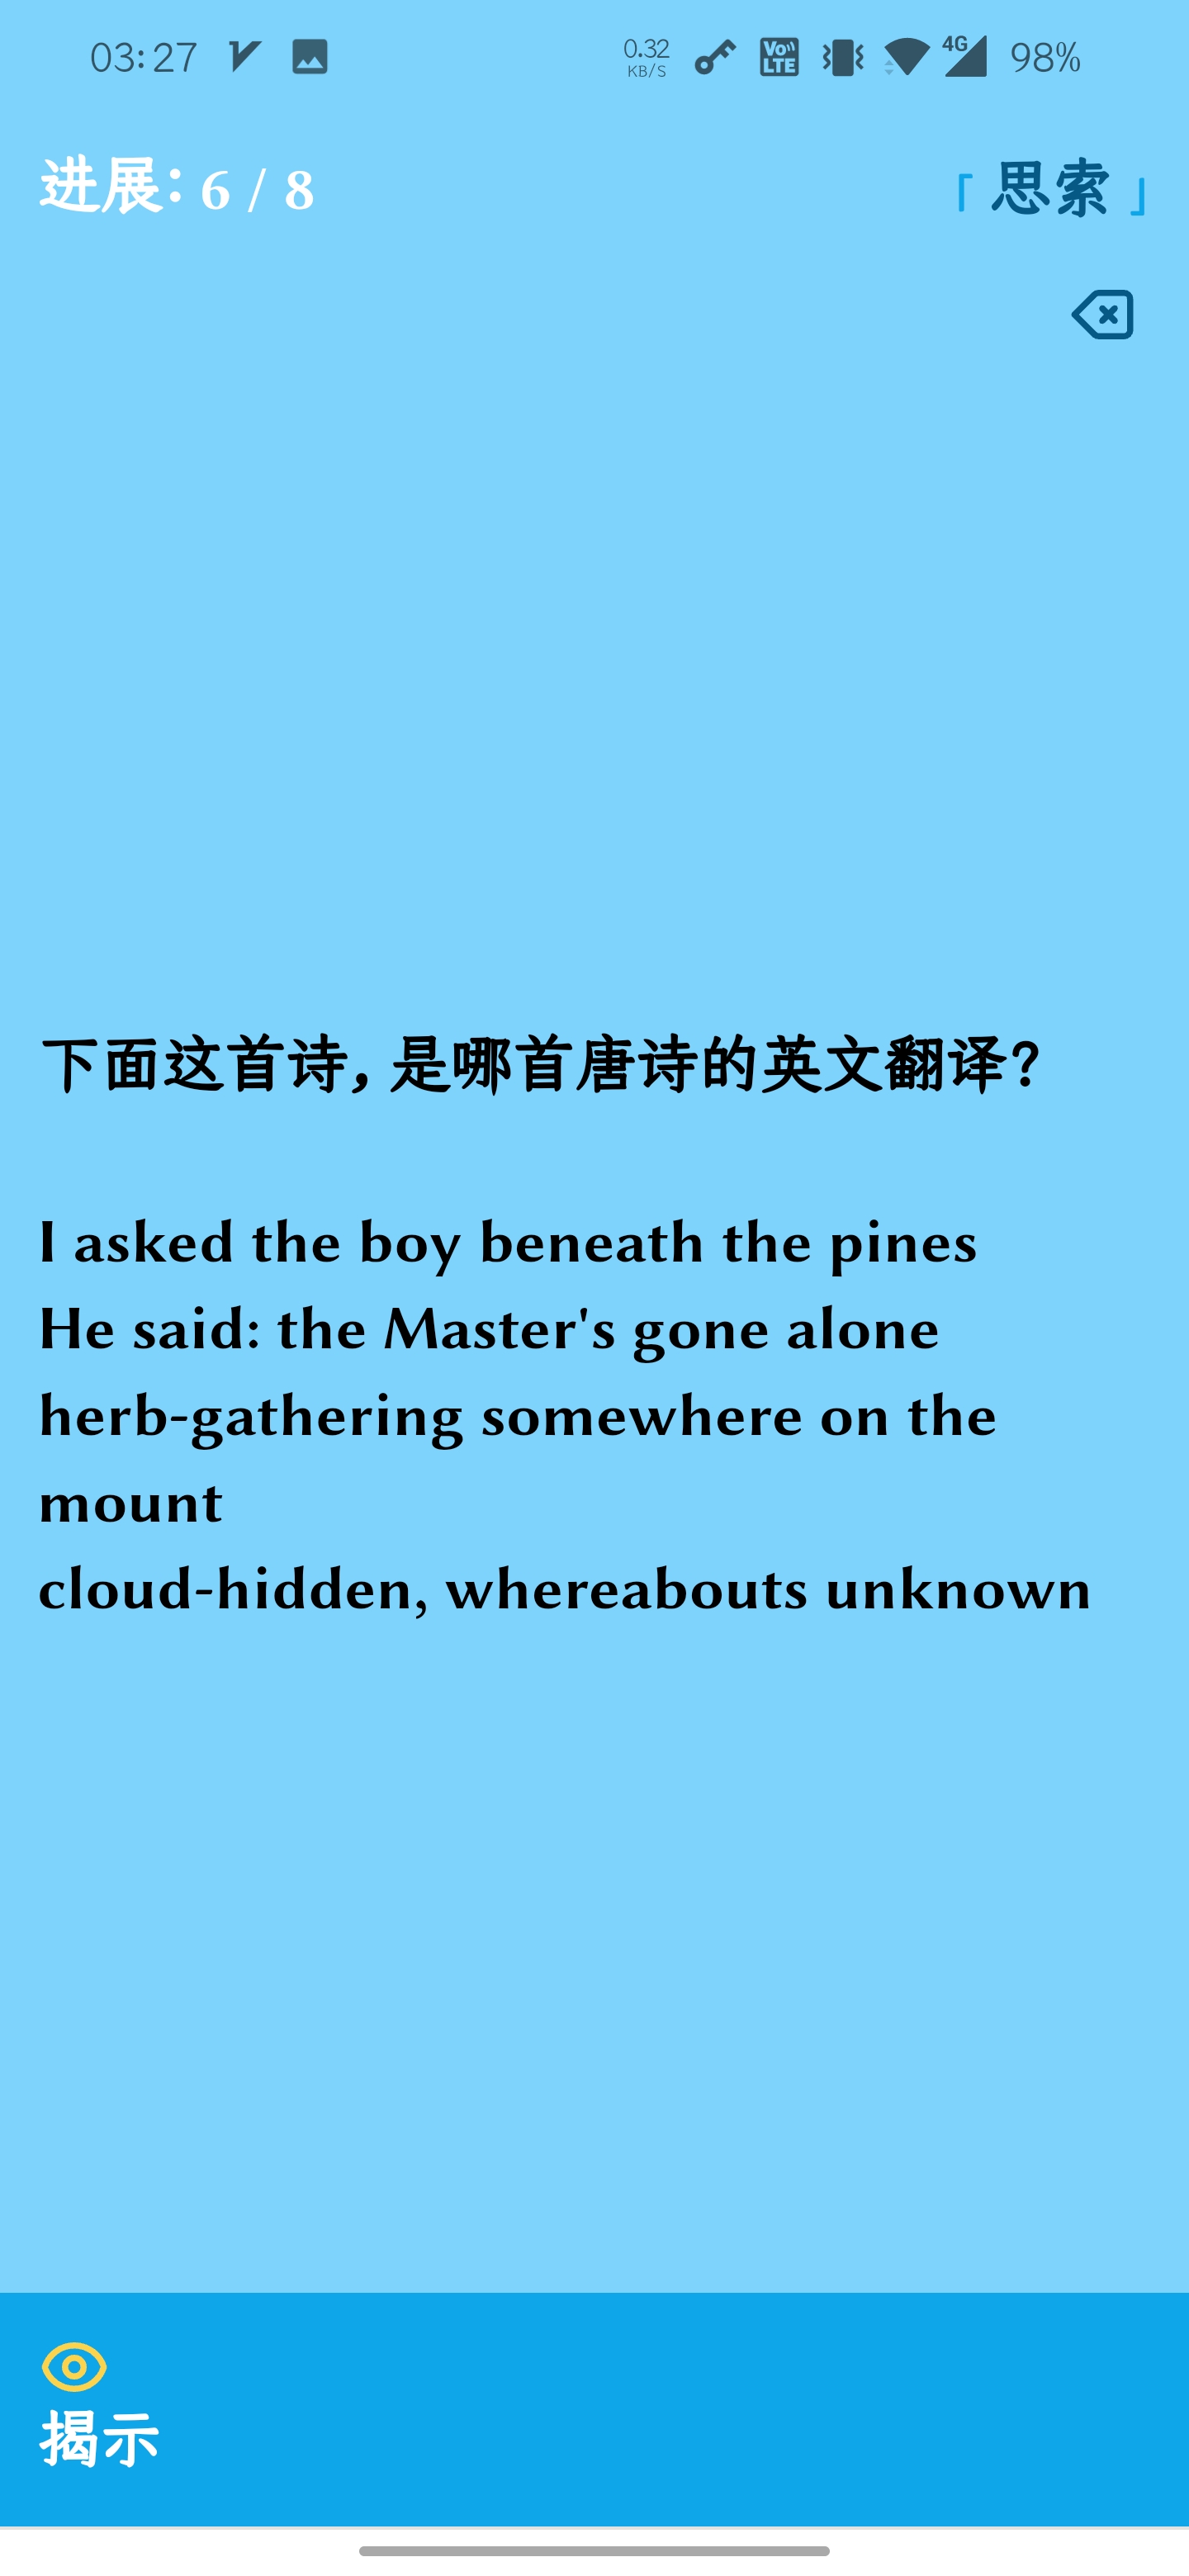 03:27
0.32
KB/S
Vo))
LTE
4G
98%
进展: 6 / 8
「思索」
下面这首诗, 是哪首唐诗的英文翻译?
I asked the boy beneath the pines
He said: the Master's gone alone
herb-gathering somewhere on the
mount
cloud-hidden, whereabouts unknown
揭示